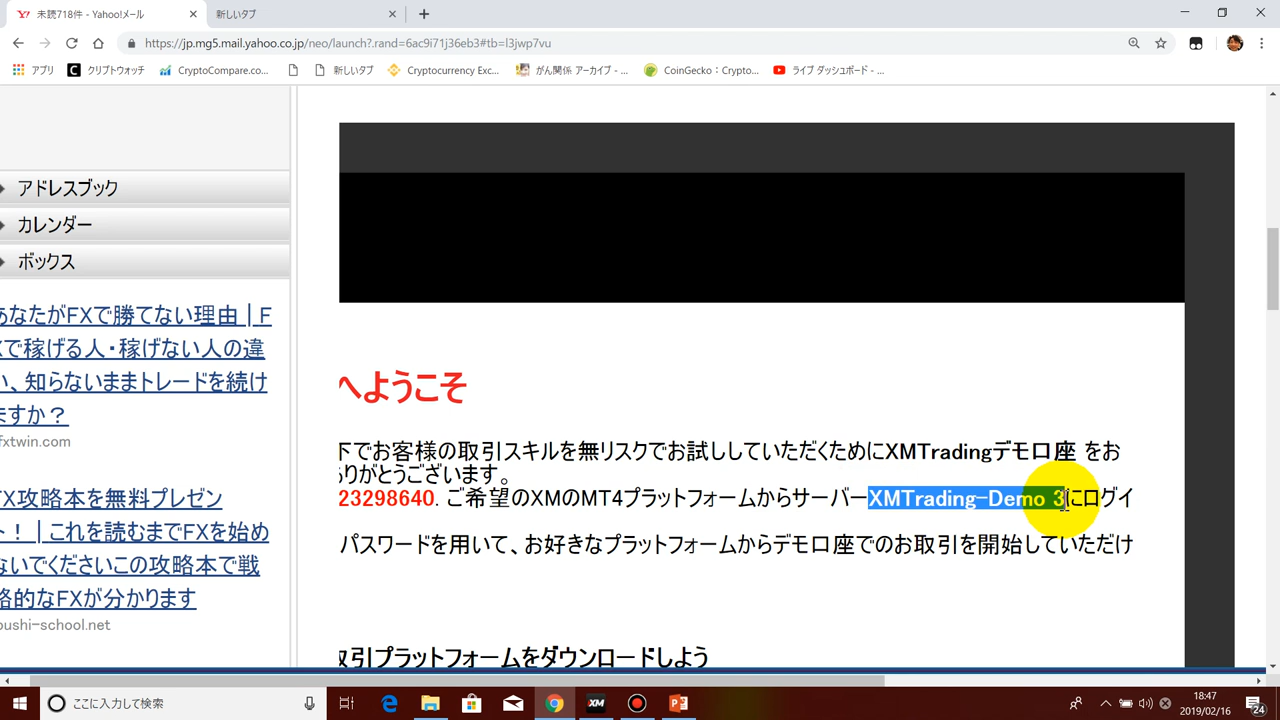 未読718件 - Yahoo!メール
新しいタブ
https://jp.mg5.mail.yahoo.co.jp/neo/launch?.rand=6ac9i71j36eb3#tb=l3jwp7vu
アプリ
クリプトウォッチ
CryptoCompare.co...
新しいタブ
Cryptocurrency Exc...
がん関係 アーカイブ - ...
CoinGecko：Crypto...
ライブ ダッシュボード - ...
アドレスブック
カレンダー
ボックス
あなたがFXで勝てない理由｜F
Xで稼げる人・稼げない人の違
い、知らないままトレードを続け
ますか？
fxtwin.com
FX攻略本を無料プレゼン
ト！｜これを読むまでFXを始め
ないでくださいこの攻略本で戦
略的なFXが分かります
bushi-school.net
へようこそ
下でお客様の取引スキルを無リスクでお試ししていただくためにXMTradingデモ口座 をお
ありがとうございます。
23298640. ご希望のXMのMT4プラットフォームからサーバーXMTrading-Demo 3にログイ
パスワードを用いて、お好きなプラットフォームからデモ口座でのお取引を開始していただけ
取引プラットフォームをダウンロードしよう
ここに入力して検索
XM
18:47
2019/02/16
24